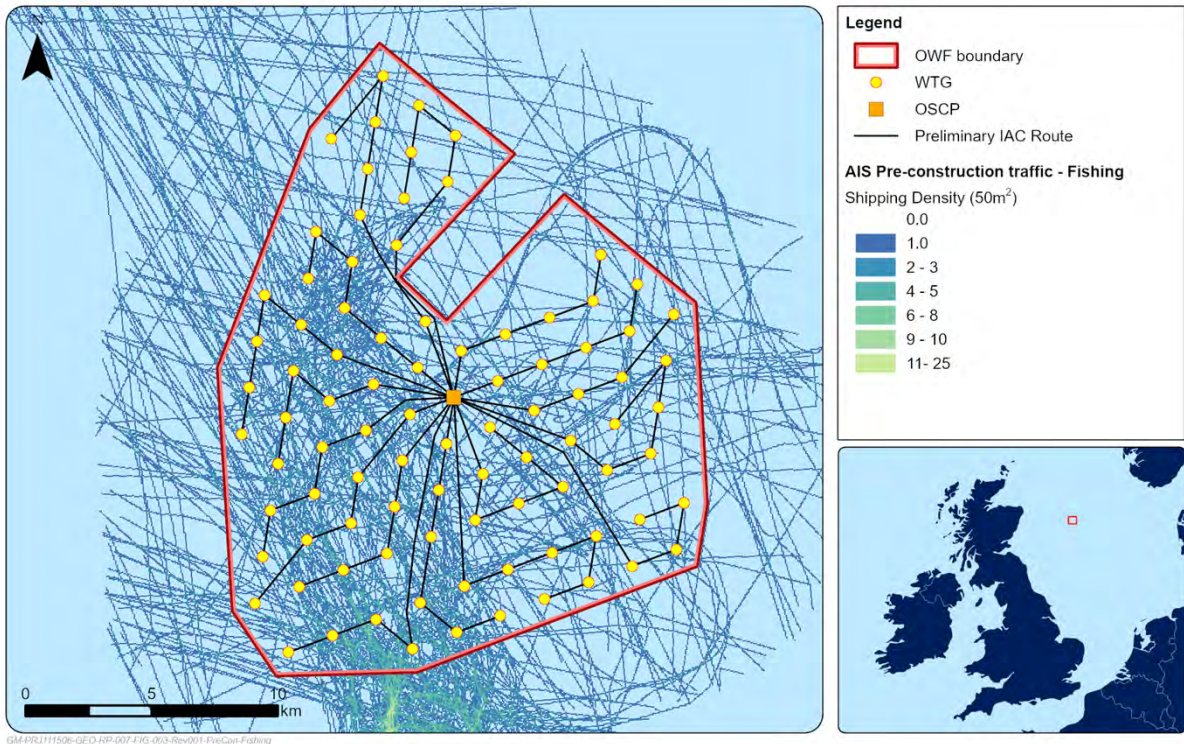 N
0
5
10
km
GM-PRJ111506-GEO-RP-007-FIG-003-Rev001-PreCon-Fishing
Legend
OWF boundary
WTG
OSCP
Preliminary IAC Route
AIS Pre-construction traffic - Fishing
Shipping Density (50m²)
0.0
1.0
2 - 3
4 - 5
6 - 8
9 - 10
11- 25